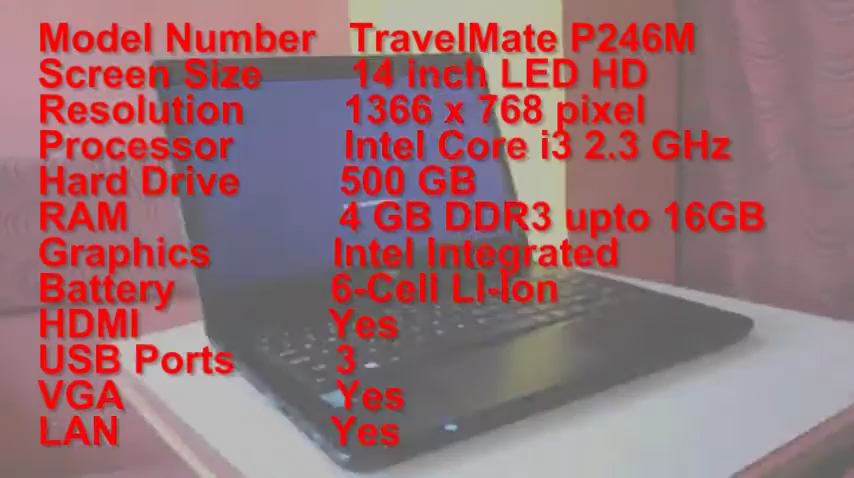 Model Number TravelMate P246M
Screen Size 14 inch LED HD
Resolution 1366 x 768 pixel
Processor Intel Core i3 2.3 GHz
Hard Drive 500 GB
RAM 4 GB DDR3 upto 16GB
Graphics Intel Integrated
Battery 6-Cell Li-Ion
HDMI Yes
USB Ports 3
VGA Yes
LAN Yes